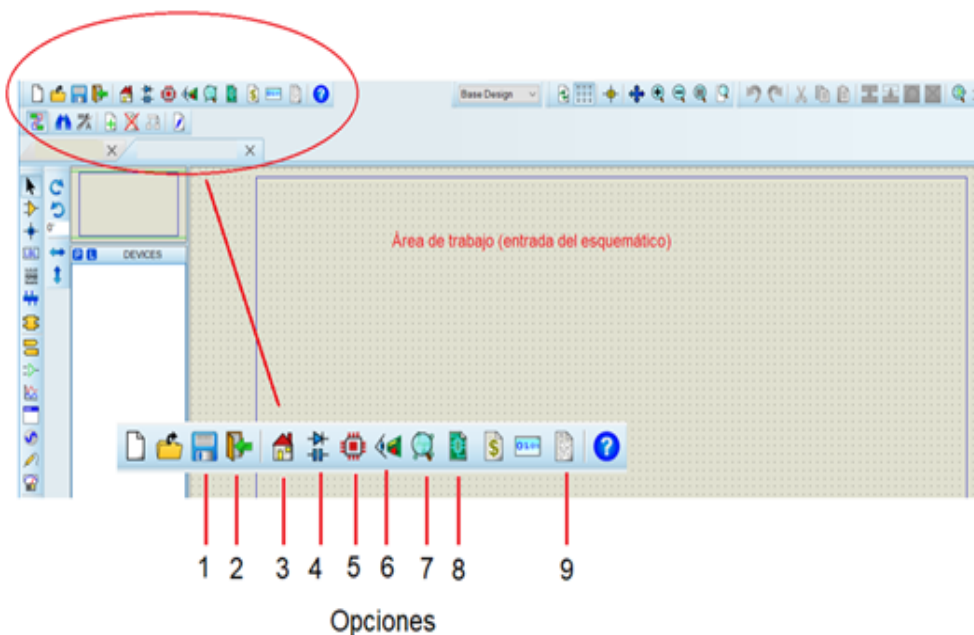 Base Design
0°
P L DEVICES
Área de trabajo (entrada del esquemático)
1 2 3 4 5 6 7 8 9
Opciones